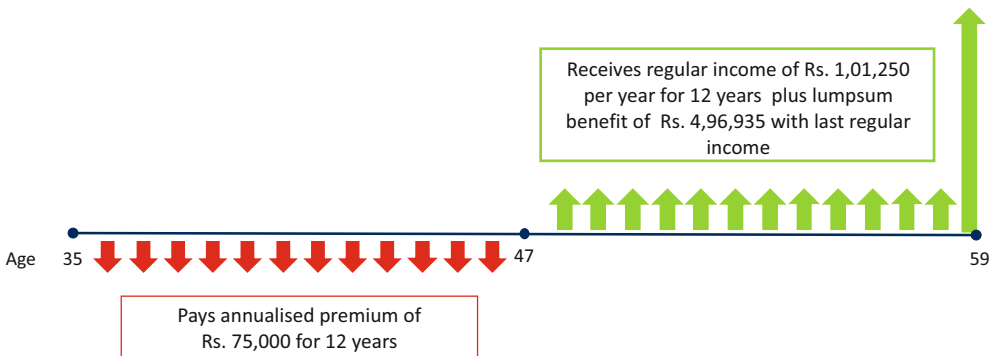 Receives regular income of Rs. 1,01,250
per year for 12 years plus lumpsum
benefit of Rs. 4,96,935 with last regular
income
Age 35 47 59
Pays annualised premium of
Rs. 75,000 for 12 years